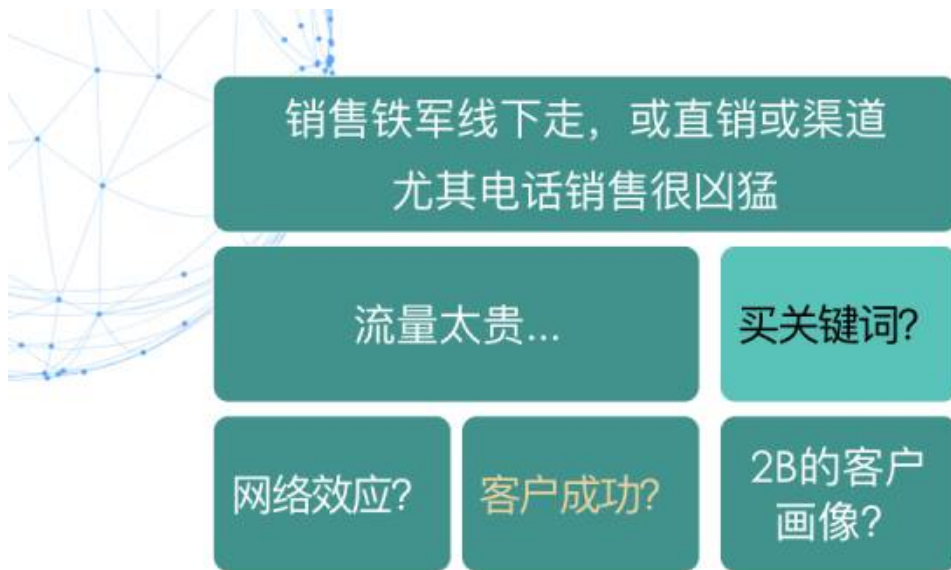 销售铁军线下走，或直销或渠道
尤其电话销售很凶猛
流量太贵...
买关键词?
网络效应?
客户成功?
2B的客户
画像?